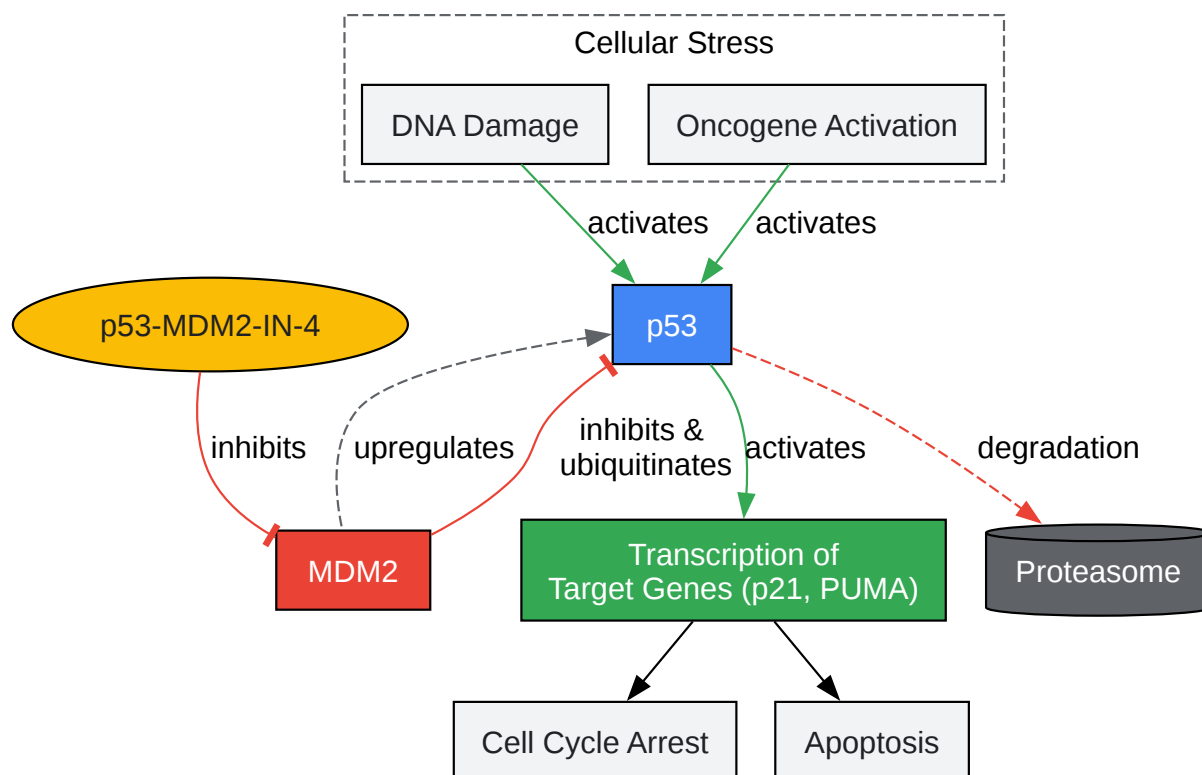 Cellular Stress
DNA Damage
Oncogene Activation
activates
activates
p53-MDM2-IN-4
p53
inhibits
upregulates
inhibits &
ubiquitinates
activates
degradation
MDM2
Transcription of
Target Genes (p21, PUMA)
Proteasome
Cell Cycle Arrest
Apoptosis